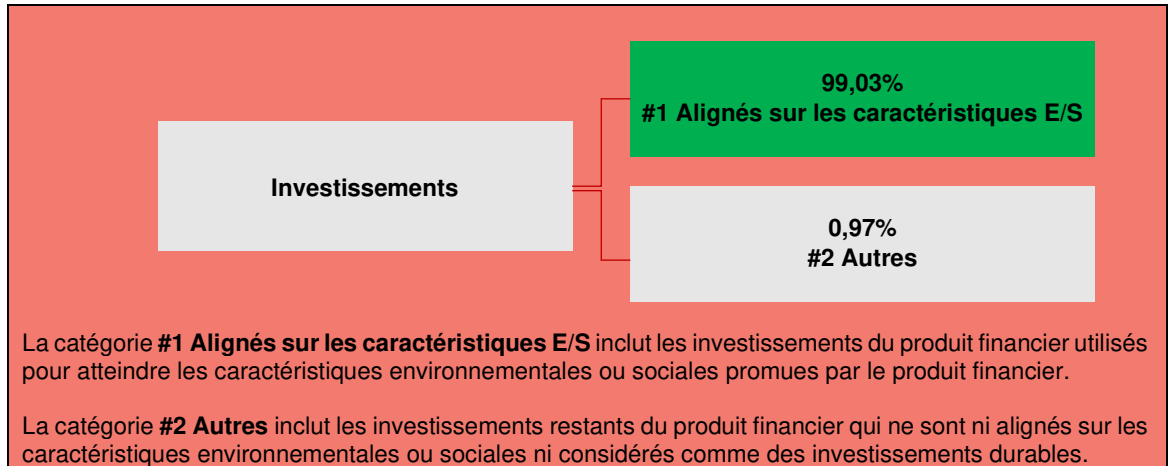 99,03%
#1 Alignés sur les caractéristiques E/S
Investissements
0,97%
#2 Autres
La catégorie #1 Alignés sur les caractéristiques E/S inclut les investissements du produit financier utilisés
pour atteindre les caractéristiques environnementales ou sociales promues par le produit financier.
La catégorie #2 Autres inclut les investissements restants du produit financier qui ne sont ni alignés sur les
caractéristiques environnementales ou sociales ni considérés comme des investissements durables.